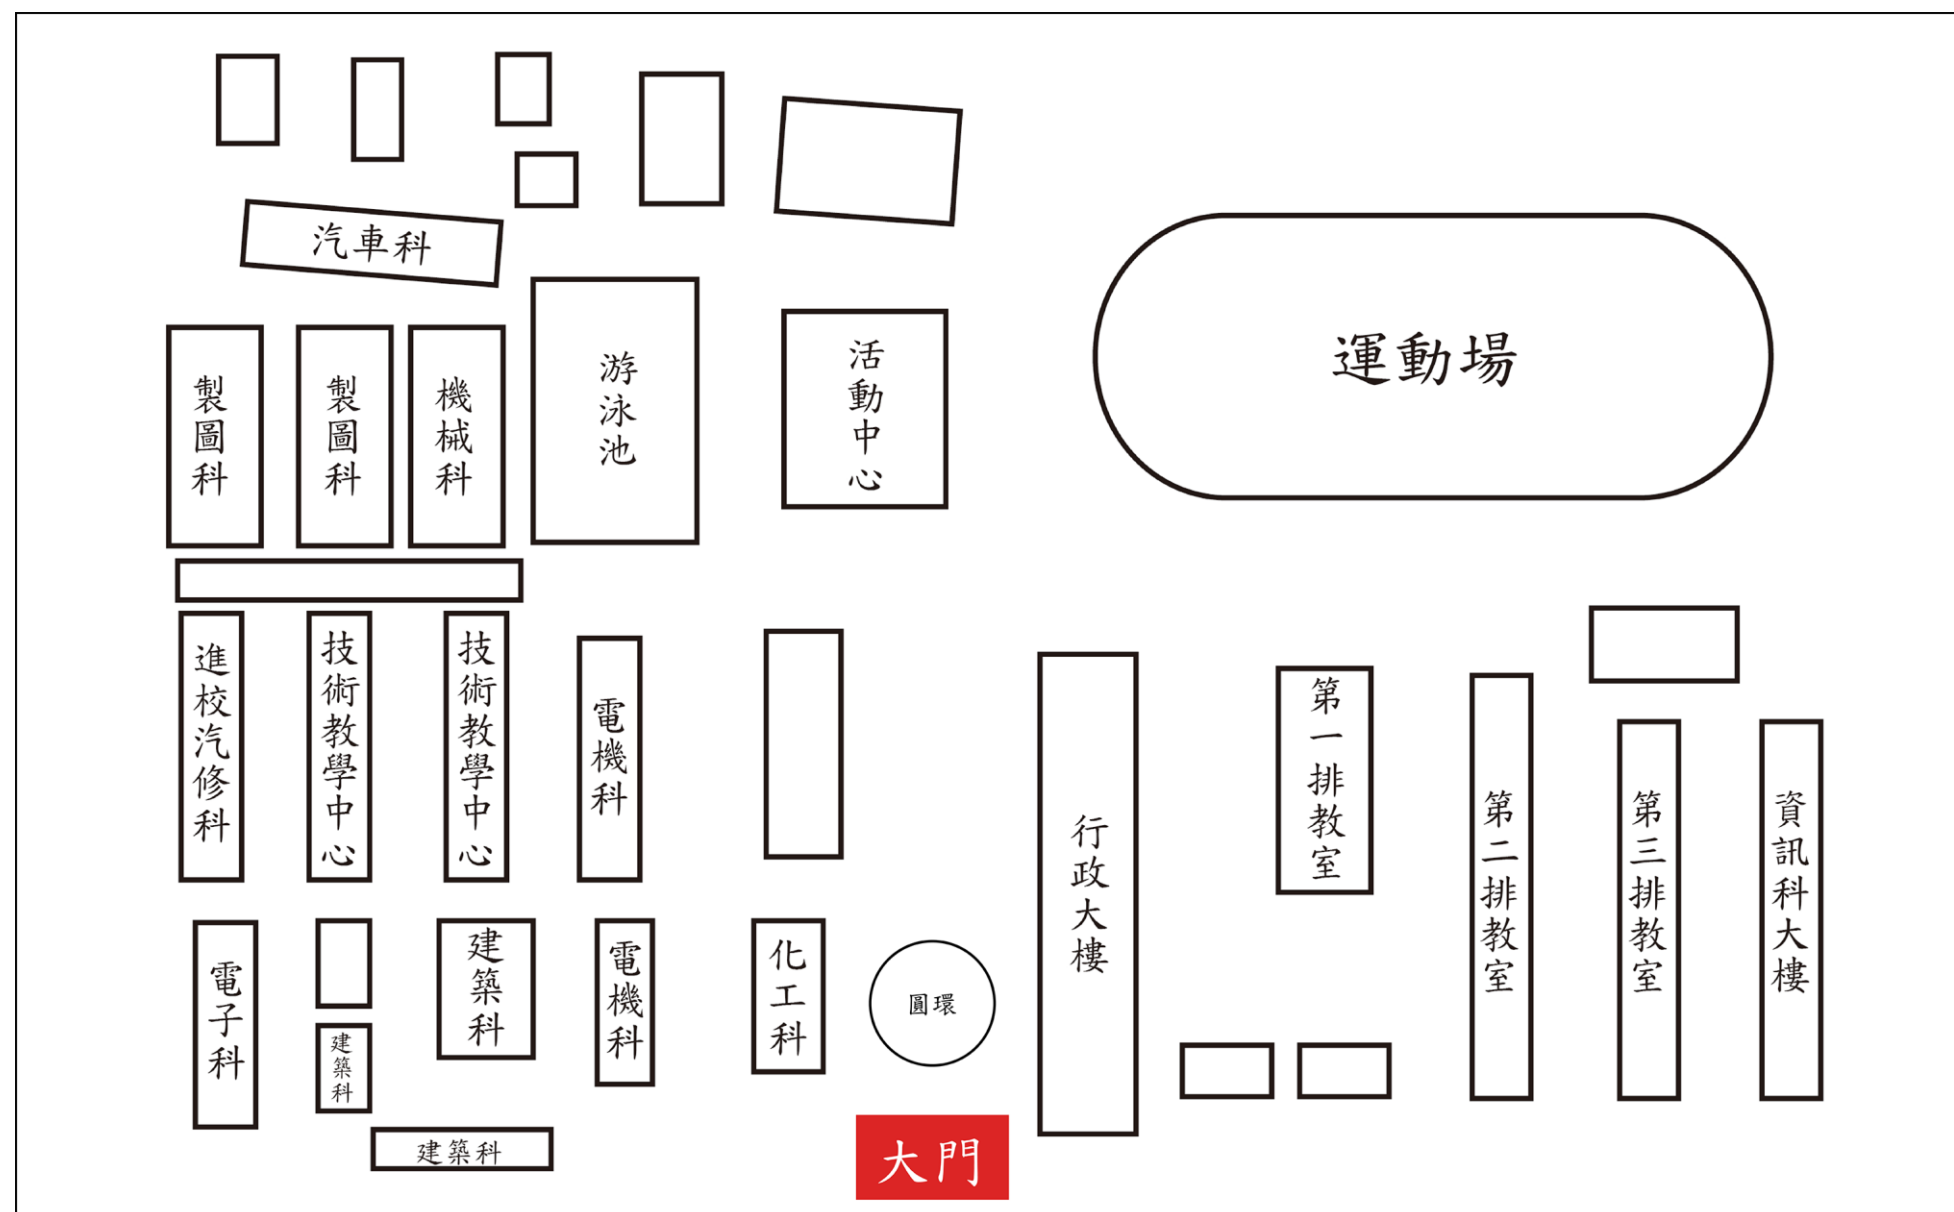 汽車科
製圖科
製圖科
機械科
游泳池
活動中心
運動場
進校汽修科
技術教學中心
技術教學中心
電機科
行政大樓
第一排教室
第二排教室
第三排教室
資訊科大樓
電子科
建築科
建築科
電機科
化工科
圓環
建築科
大門